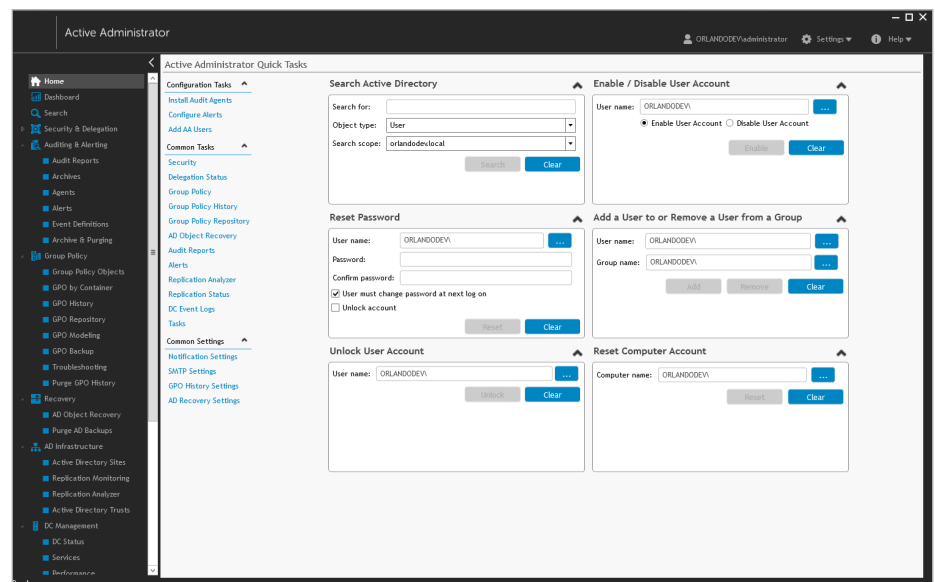 Active Administrator
ORLANDODEV\administrator
Settings
Help
Home
Dashboard
Search
Security & Delegation
Auditing & Alerting
Audit Reports
Archives
Agents
Alerts
Event Definitions
Archive & Purging
Group Policy
Group Policy Objects
GPO by Container
GPO History
GPO Repository
GPO Modeling
GPO Backup
Troubleshooting
Purge GPO History
Recovery
AD Object Recovery
Purge AD Backups
AD Infrastructure
Active Directory Sites
Replication Monitoring
Replication Analyzer
Active Directory Trusts
DC Management
DC Status
Services
Performance
Active Administrator Quick Tasks
Configuration Tasks
Install Audit Agents
Configure Alerts
Add AA Users
Common Tasks
Security
Delegation Status
Group Policy
Group Policy History
Group Policy Repository
AD Object Recovery
Audit Reports
Alerts
Replication Analyzer
Replication Status
DC Event Logs
Tasks
Common Settings
Notification Settings
SMTP Settings
GPO History Settings
AD Recovery Settings
Search Active Directory
Search for:
Object type: User
Search scope: orlandodev.local
Search Clear
Enable / Disable User Account
User name: ORLANDODEV\ ...
Enable User Account Disable User Account
Enable Clear
Reset Password
User name: ORLANDODEV\ ...
Password:
Confirm password:
User must change password at next log on
Unlock account
Reset Clear
Add a User to or Remove a User from a Group
User name: ORLANDODEV\ ...
Group name: ORLANDODEV\ ...
Add Remove Clear
Unlock User Account
User name: ORLANDODEV\ ...
Unlock Clear
Reset Computer Account
Computer name: ORLANDODEV\ ...
Reset Clear